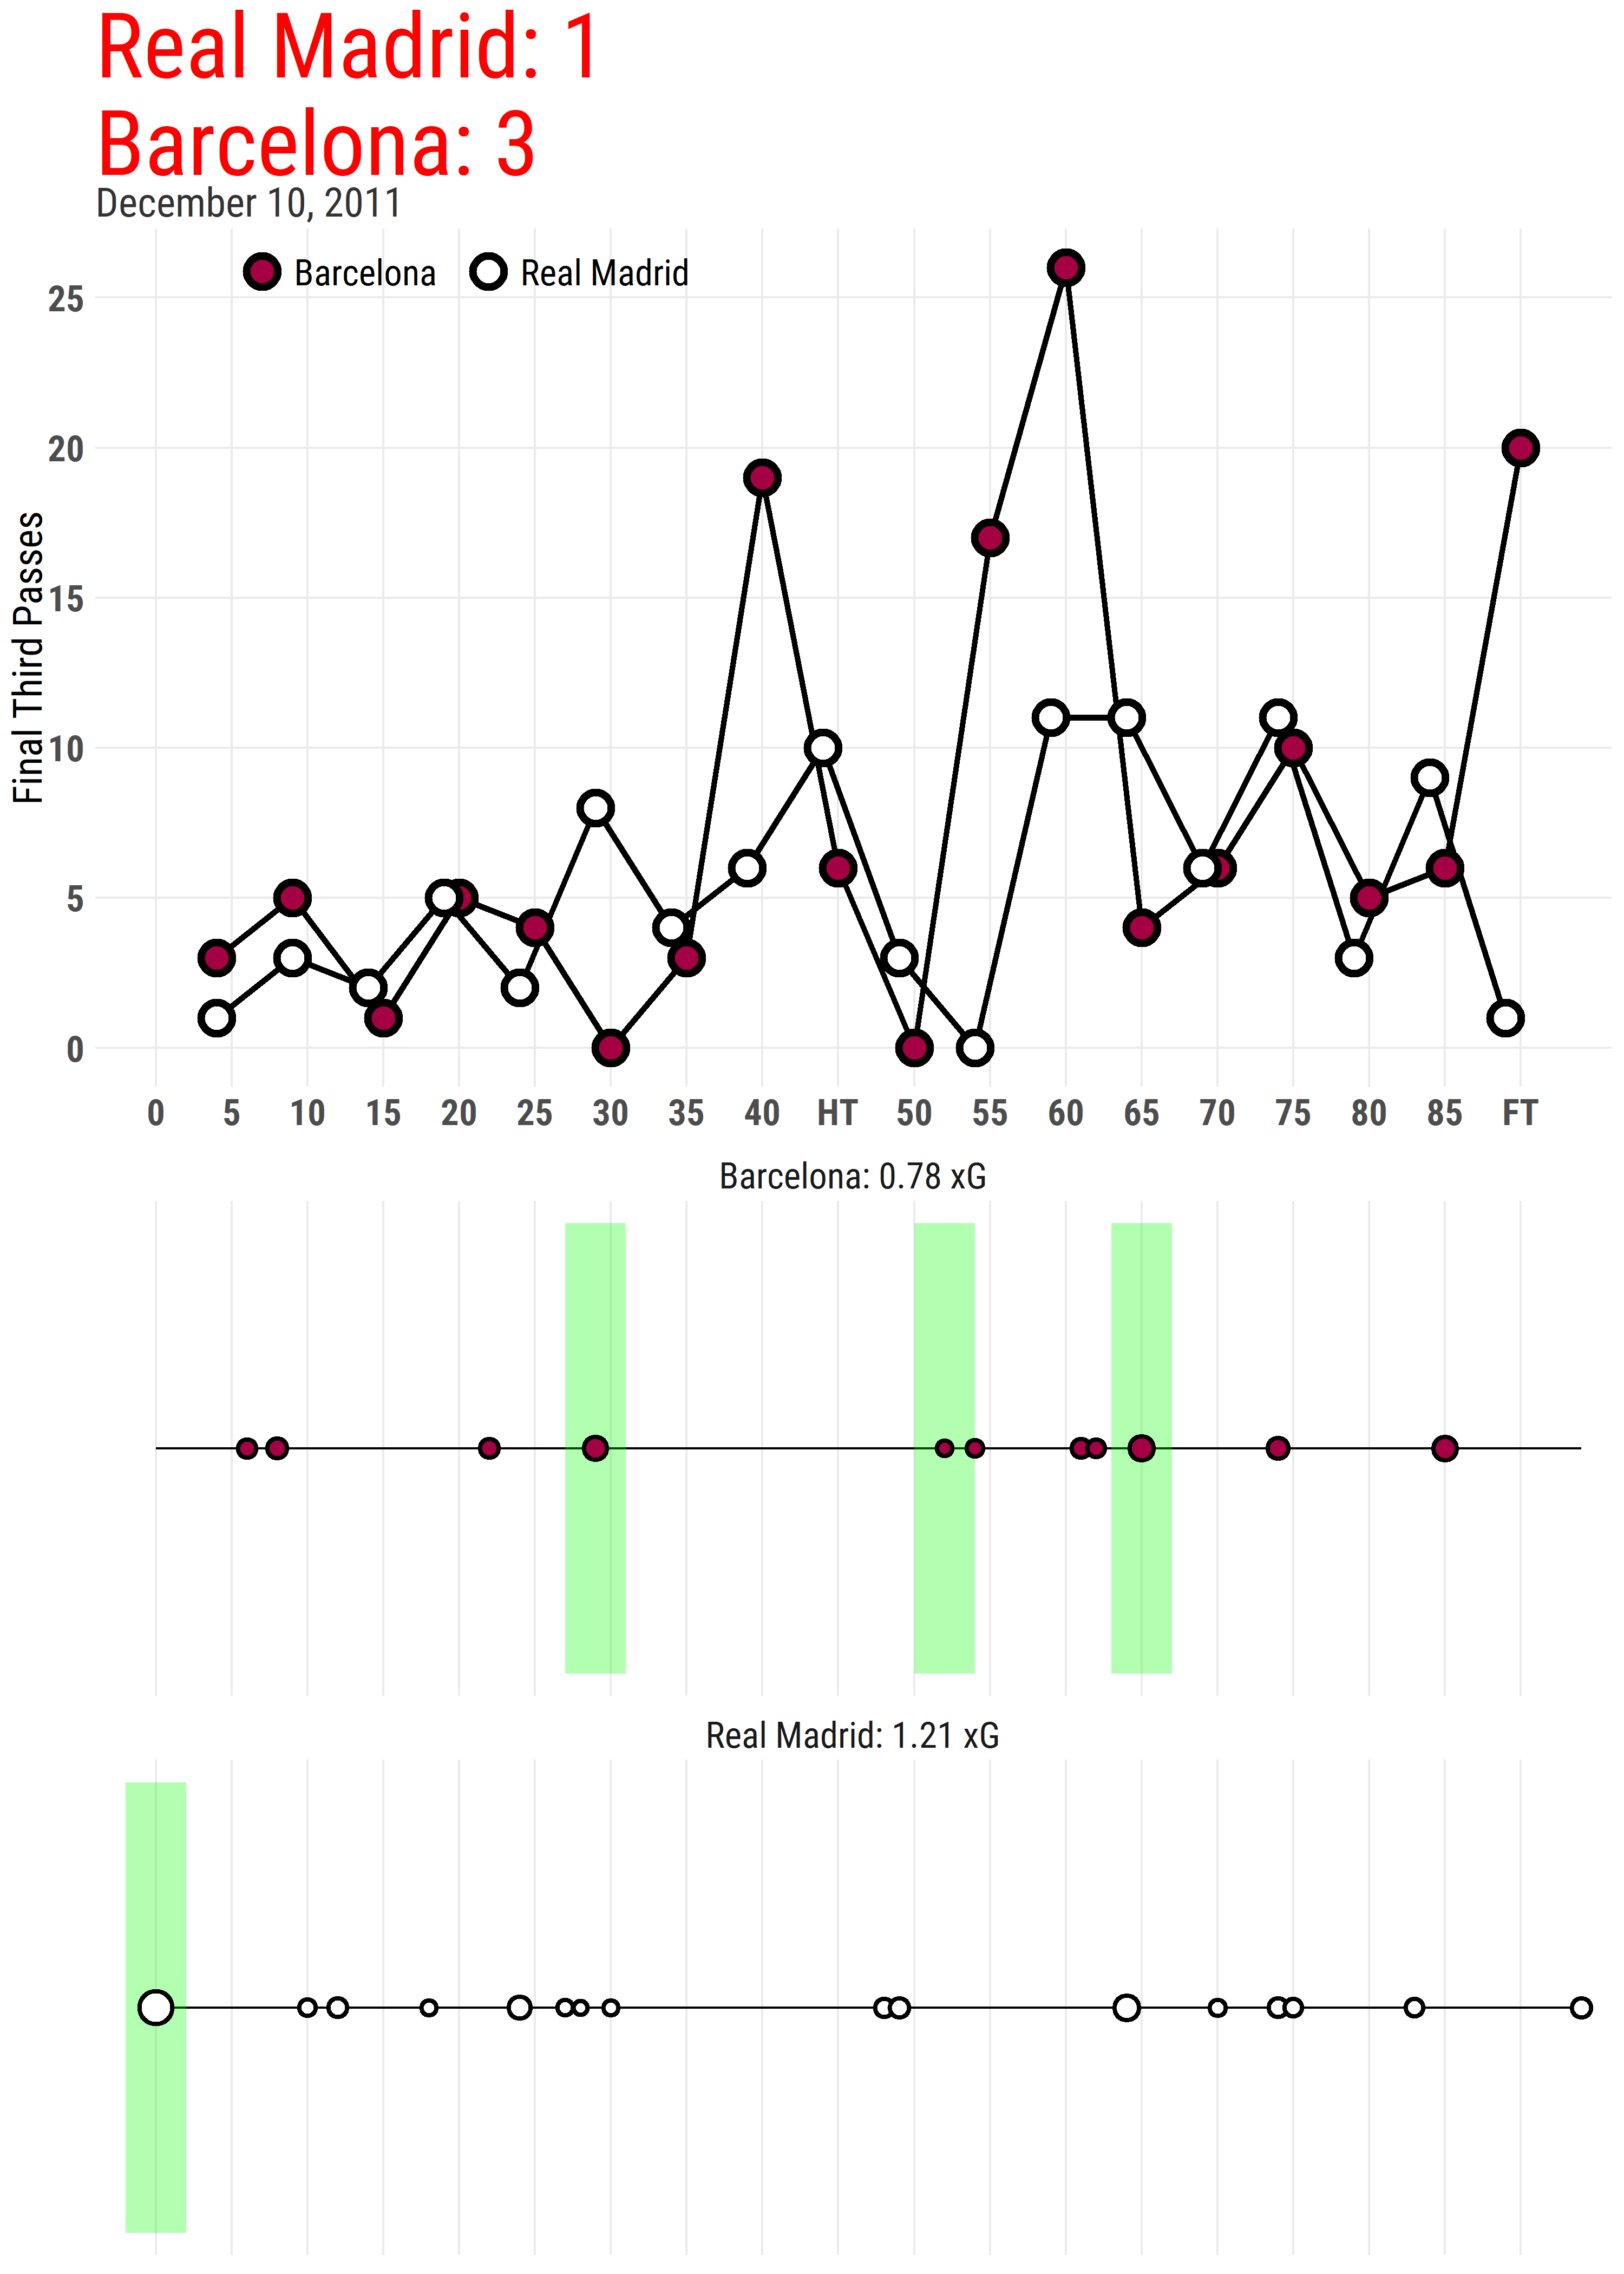 Real Madrid: 1
Barcelona: 3
December 10, 2011
Barcelona Real Madrid
Final Third Passes
25
20
15
10
5
0
0 5 10 15 20 25 30 35 40 HT 50 55 60 65 70 75 80 85 FT
Barcelona: 0.78 xG
Real Madrid: 1.21 xG